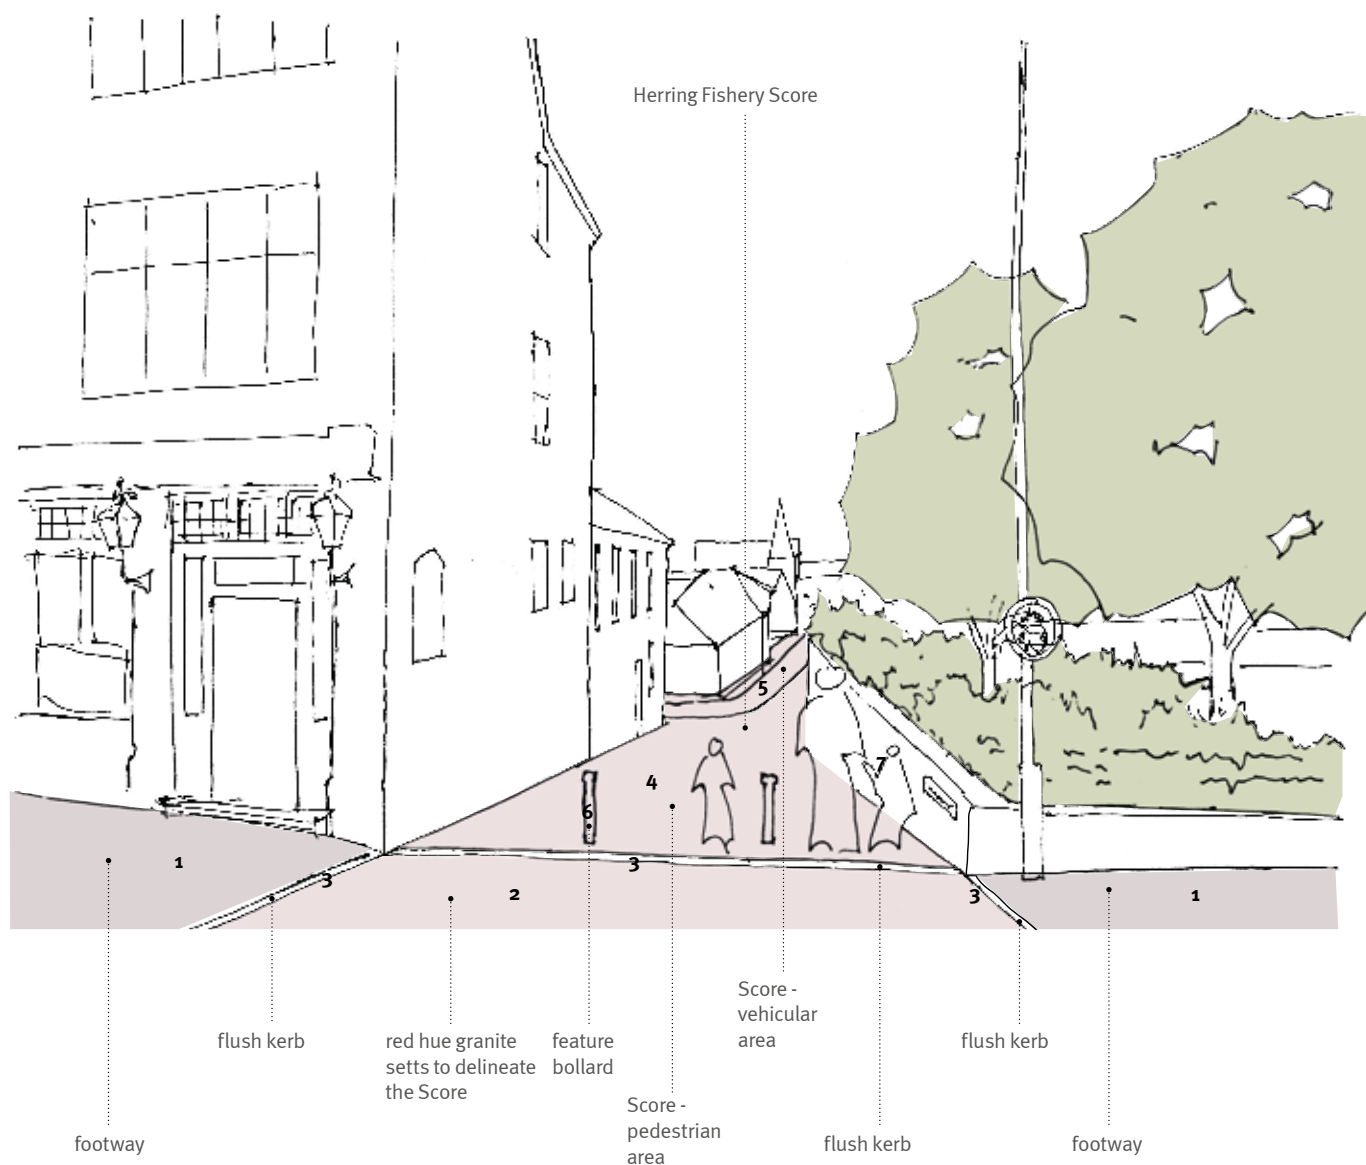 Herring Fishery Score
5
7
4
6
1
3
3
2
3
1
Score -
vehicular
area
flush kerb
red hue granite
setts to delineate
the Score
feature
bollard
flush kerb
Score -
pedestrian
area
footway
flush kerb
footway